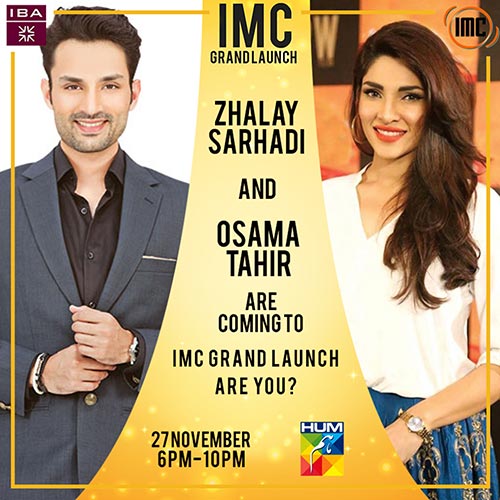 IBA
IMC
GRAND LAUNCH
IMC
ZHALAY
SARHADI
AND
OSAMA
TAHIR
ARE
COMING TO
IMC GRAND LAUNCH
ARE YOU?
27 NOVEMBER
6PM-10PM
HUM